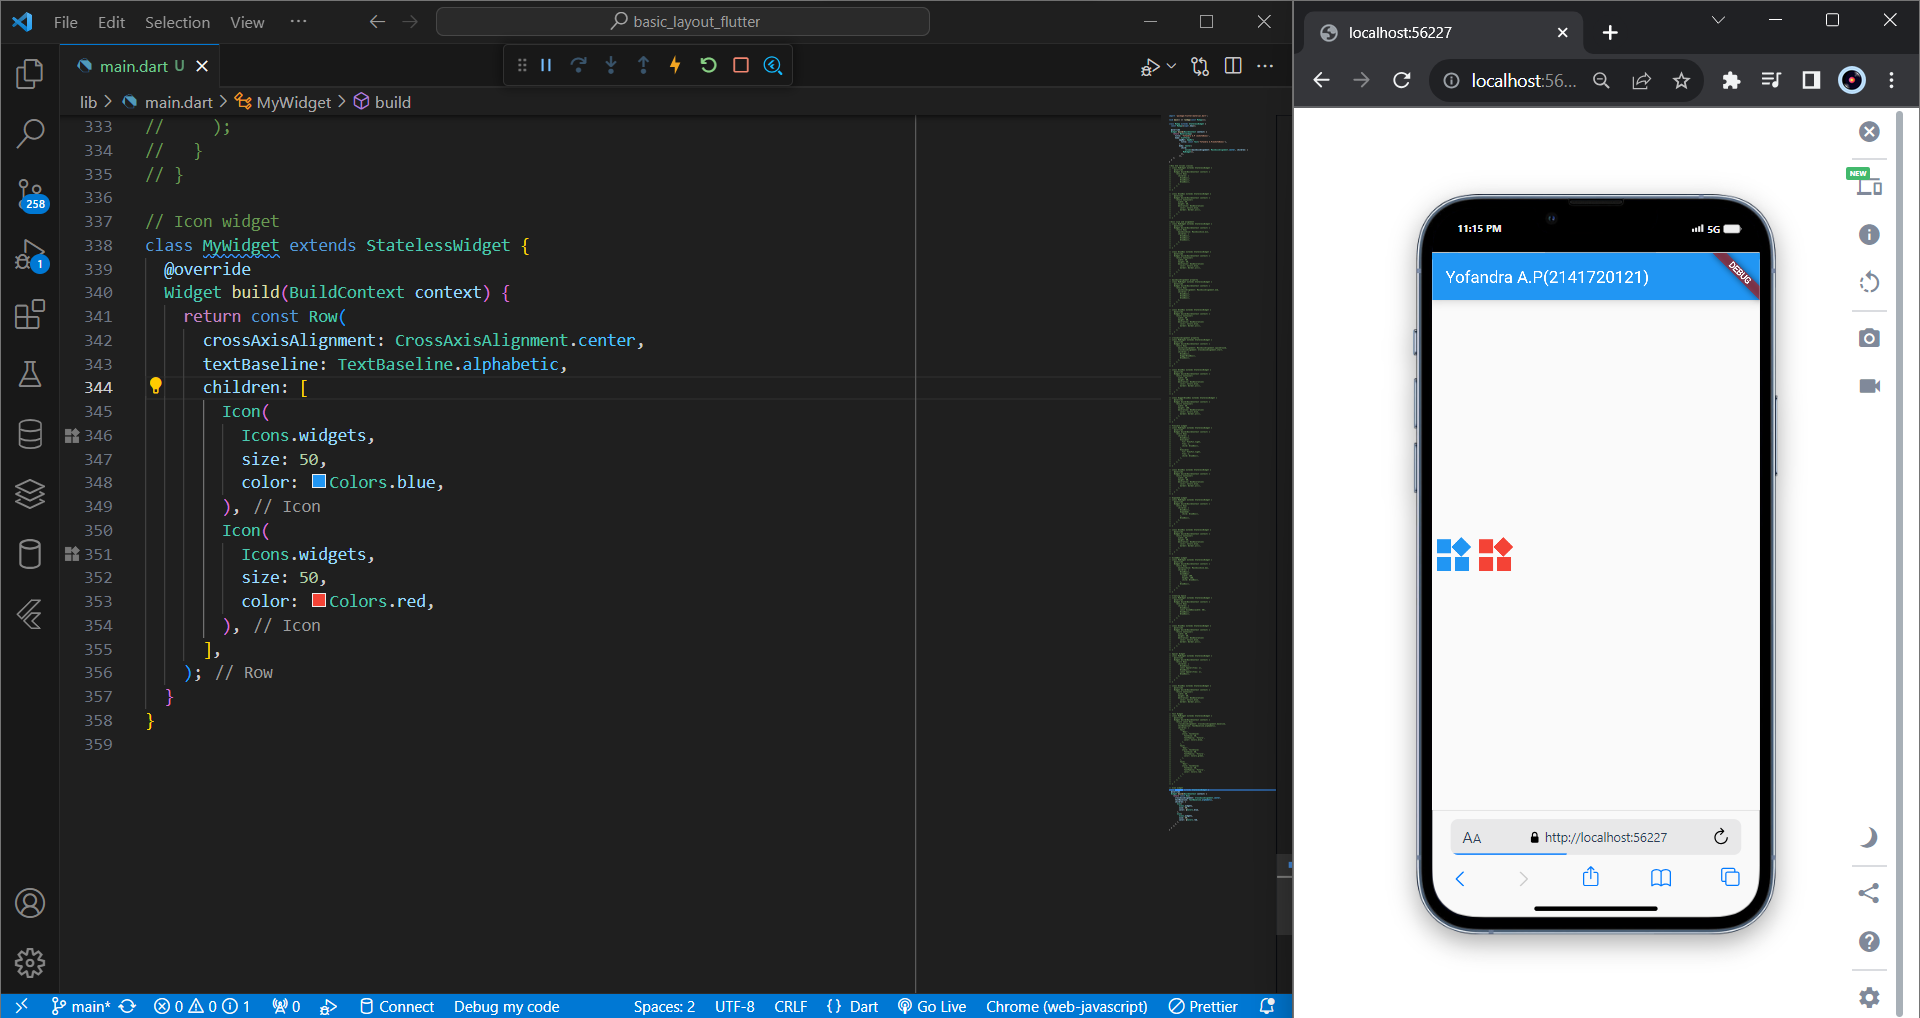 File Edit Selection View ··· basic_layout_flutter
main.dart U
lib > main.dart > MyWidget > build
333 //     );
334 //   }
335 // }
336
337 // Icon widget
338 class MyWidget extends StatelessWidget {
339 @override
340 Widget build(BuildContext context) {
341 return const Row(
342 crossAxisAlignment: CrossAxisAlignment.center,
343 textBaseline: TextBaseline.alphabetic,
344 children: [
345 Icon(
346 Icons.widgets,
347 size: 50,
348 color: Colors.blue,
349 ), // Icon
350 Icon(
351 Icons.widgets,
352 size: 50,
353 color: Colors.red,
354 ), // Icon
355 ],
356 ); // Row
357 }
358 }
359
258
1
main* 0 0 1 0 Connect Debug my code Spaces: 2 UTF-8 CRLF {} Dart Go Live Chrome (web-javascript) Prettier
localhost:56227
localhost:56...
NEW
11:15 PM 5G
Yofandra A.P(2141720121)
DEBUG
AA http://localhost:56227